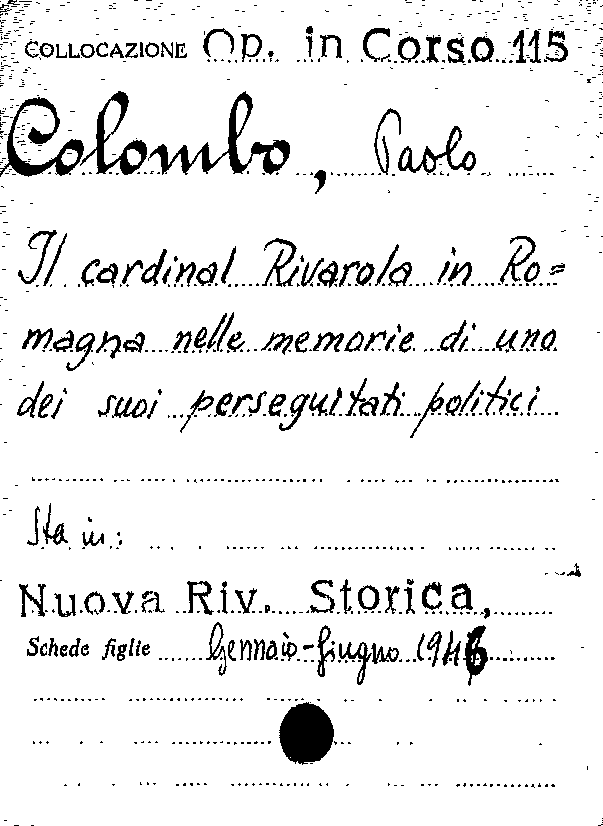 COLLOCAZIONE Op. in Corso 115
Colombo, Paolo
Il cardinal Rivarola in Ro=
magna nelle memorie di uno
dei suoi perseguitati politici
Sta in:
Nuova Riv. Storica,
Schede figlie Gennaio-Giugno 1946